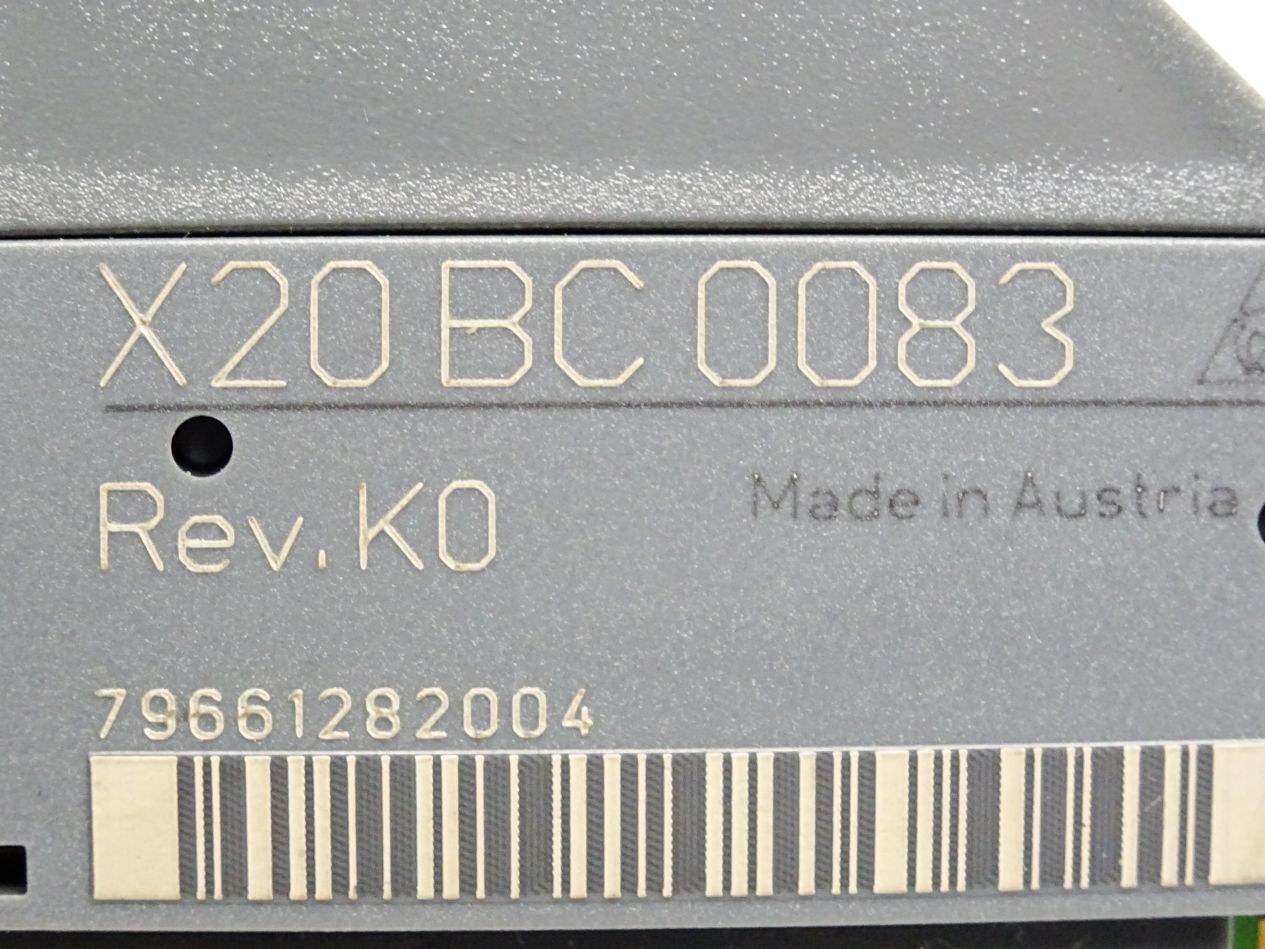 X20 BC 0083
Rev. K0
Made in Austria
79661282004